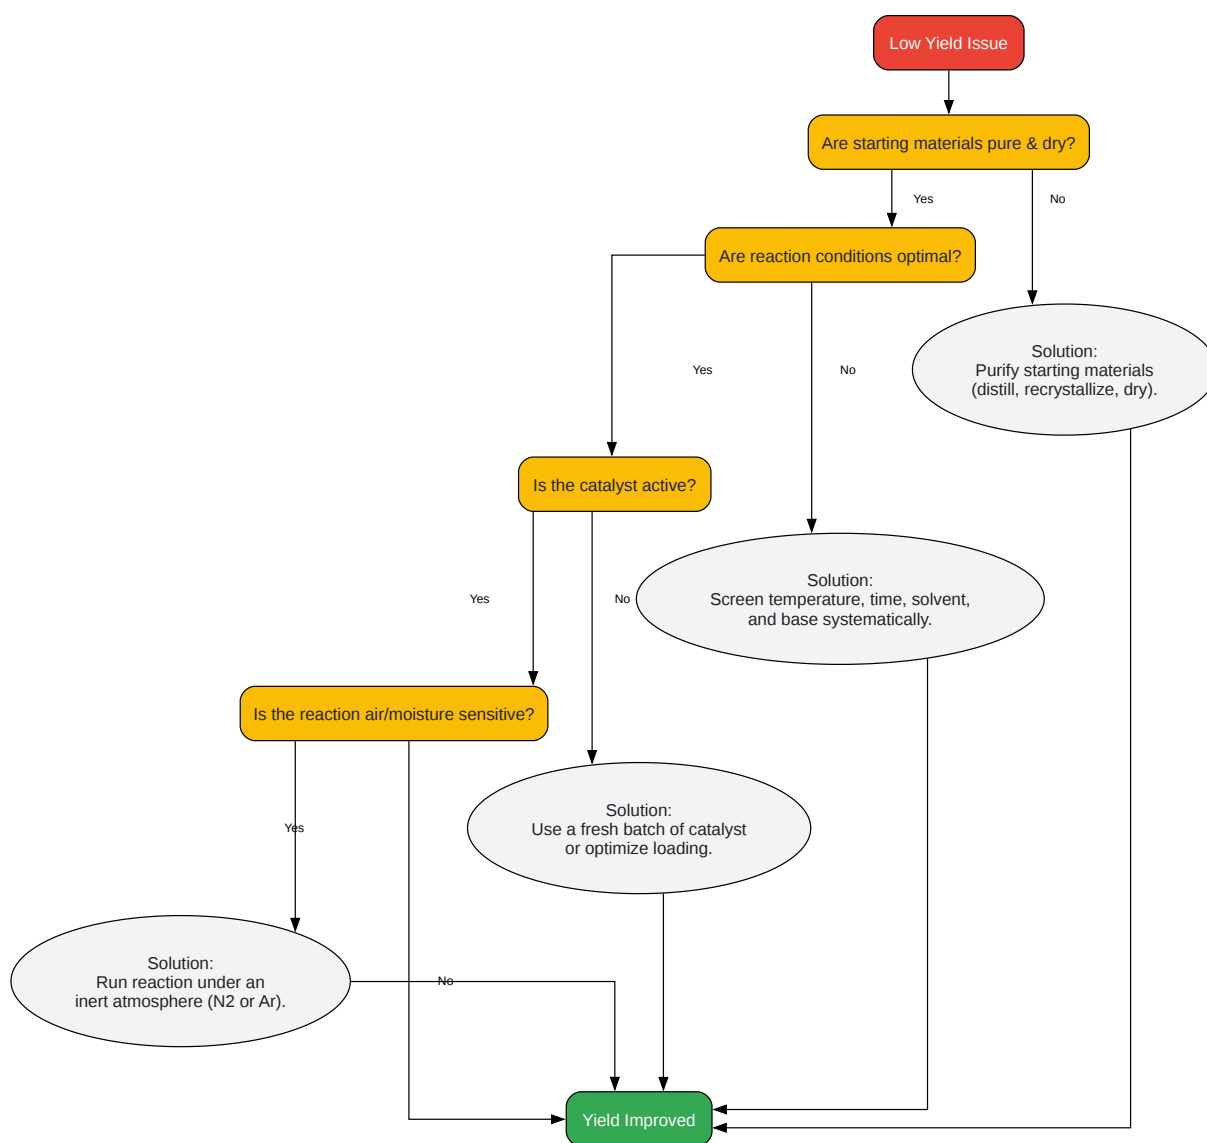 Low Yield Issue
Are starting materials pure & dry?
Yes
No
Are reaction conditions optimal?
Solution:
Purify starting materials
(distill, recrystallize, dry).
Yes
No
Is the catalyst active?
Solution:
Screen temperature, time, solvent,
and base systematically.
Yes
No
Is the reaction air/moisture sensitive?
Solution:
Use a fresh batch of catalyst
or optimize loading.
Yes
Solution:
Run reaction under an
inert atmosphere (N2 or Ar).
No
Yield Improved